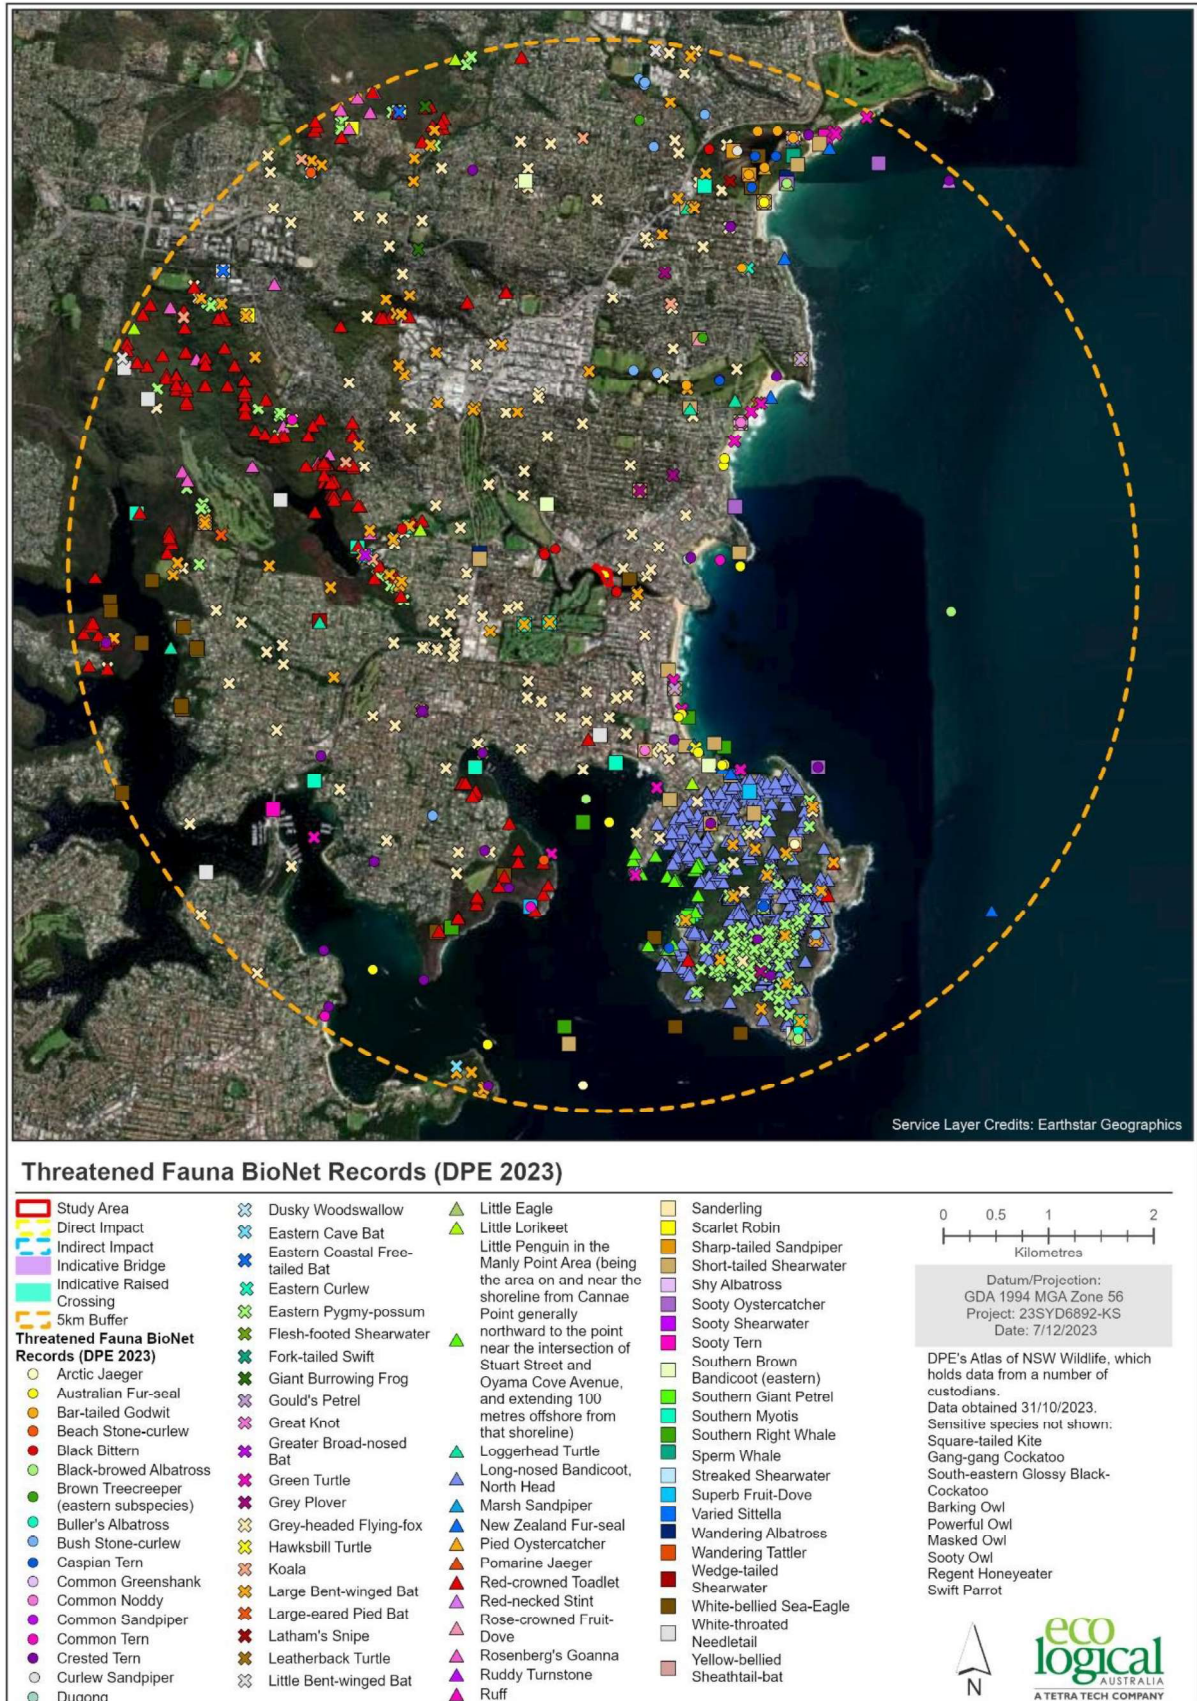 Service Layer Credits: Earthstar Geographics
Threatened Fauna BioNet Records (DPE 2023)
Study Area
Direct Impact
Indirect Impact
Indicative Bridge
Indicative Raised
Crossing
5km Buffer
Threatened Fauna BioNet
Records (DPE 2023)
Arctic Jaeger
Australian Fur-seal
Bar-tailed Godwit
Beach Stone-curlew
Black Bittern
Black-browed Albatross
Brown Treecreeper
(eastern subspecies)
Buller's Albatross
Bush Stone-curlew
Caspian Tern
Common Greenshank
Common Noddy
Common Sandpiper
Common Tern
Crested Tern
Curlew Sandpiper
Dugong
Dusky Woodswallow
Eastern Cave Bat
Eastern Coastal Free-
tailed Bat
Eastern Curlew
Eastern Pygmy-possum
Flesh-footed Shearwater
Fork-tailed Swift
Giant Burrowing Frog
Gould's Petrel
Great Knot
Greater Broad-nosed
Bat
Green Turtle
Grey Plover
Grey-headed Flying-fox
Hawksbill Turtle
Koala
Large Bent-winged Bat
Large-eared Pied Bat
Latham's Snipe
Leatherback Turtle
Little Bent-winged Bat
Little Eagle
Little Lorikeet
Little Penguin in the
Manly Point Area (being
the area on and near the
shoreline from Cannae
Point generally
northward to the point
near the intersection of
Stuart Street and
Oyama Cove Avenue,
and extending 100
metres offshore from
that shoreline)
Loggerhead Turtle
Long-nosed Bandicoot,
North Head
Marsh Sandpiper
New Zealand Fur-seal
Pied Oystercatcher
Pomarine Jaeger
Red-crowned Toadlet
Red-necked Stint
Rose-crowned Fruit-
Dove
Rosenberg's Goanna
Ruddy Turnstone
Ruff
Sanderling
Scarlet Robin
Sharp-tailed Sandpiper
Short-tailed Shearwater
Shy Albatross
Sooty Oystercatcher
Sooty Shearwater
Sooty Tern
Southern Brown
Bandicoot (eastern)
Southern Giant Petrel
Southern Myotis
Southern Right Whale
Sperm Whale
Streaked Shearwater
Superb Fruit-Dove
Varied Sittella
Wandering Albatross
Wandering Tattler
Wedge-tailed
Shearwater
White-bellied Sea-Eagle
White-throated
Needletail
Yellow-bellied
Sheathtail-bat
0 0.5 1 2
Kilometres
Datum/Projection:
GDA 1994 MGA Zone 56
Project: 23SYD6892-KS
Date: 7/12/2023
DPE's Atlas of NSW Wildlife, which
holds data from a number of
custodians.
Data obtained 31/10/2023.
Sensitive species not shown:
Square-tailed Kite
Gang-gang Cockatoo
South-eastern Glossy Black-
Cockatoo
Barking Owl
Powerful Owl
Masked Owl
Sooty Owl
Regent Honeyeater
Swift Parrot
N
eco
logical
AUSTRALIA
A TETRA TECH COMPANY